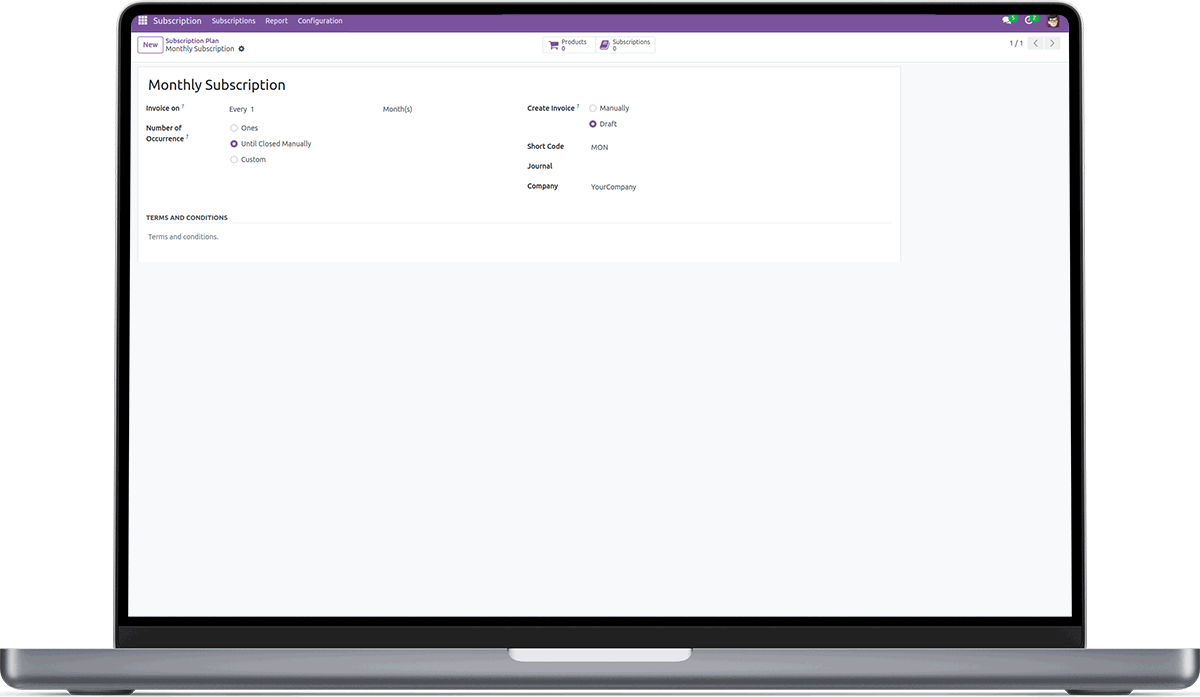 Subscription Subscriptions Report Configuration 5 2
New Subscription Plan
Monthly Subscription
Products
0
Subscriptions
0
1 / 1
Monthly Subscription
Invoice on ? Every 1 Month(s)
Number of
Occurrence ?
Ones
Until Closed Manually
Custom
Create Invoice ? Manually
Draft
Short Code MON
Journal
Company YourCompany
TERMS AND CONDITIONS
Terms and conditions.